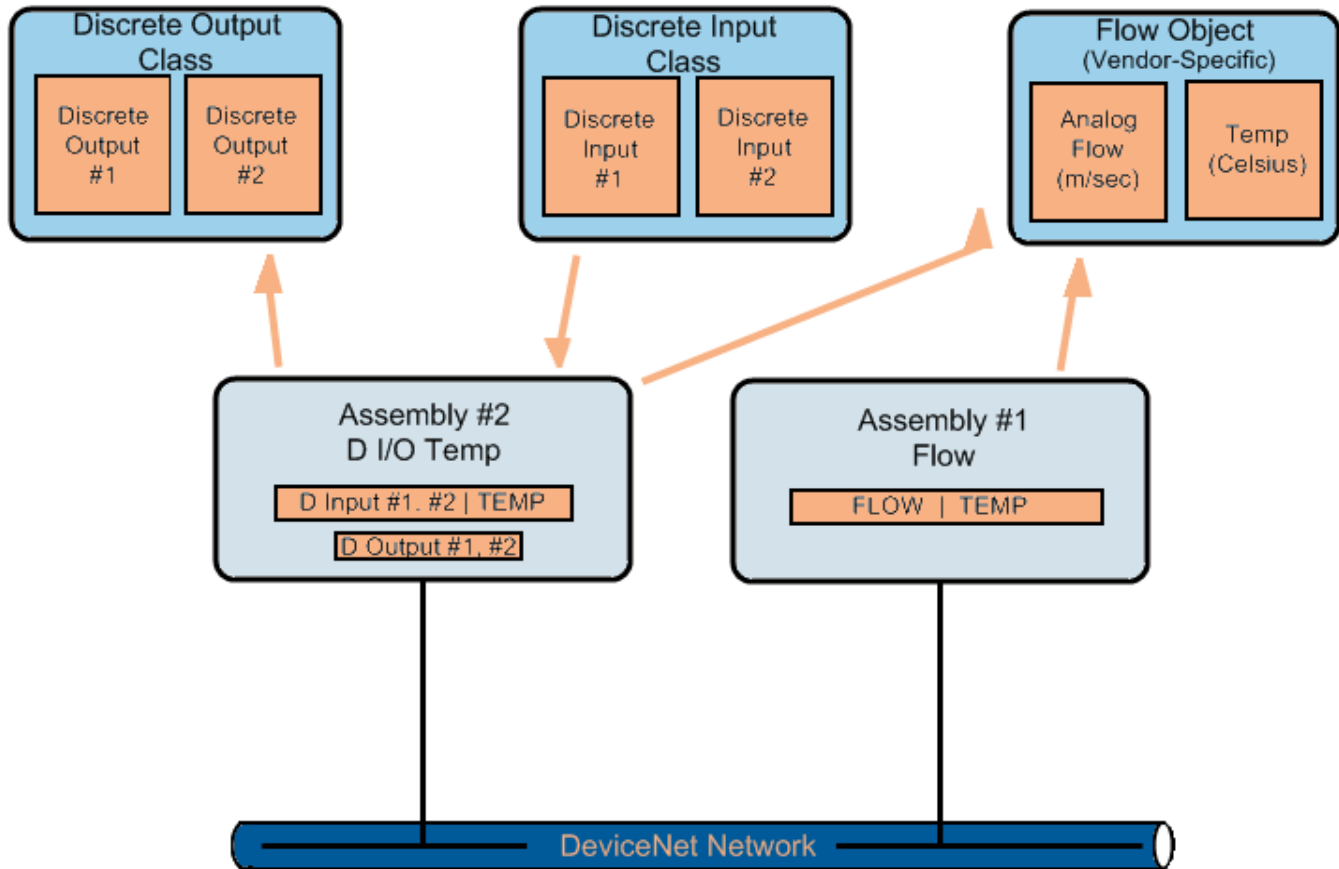 Discrete Output
Class
Discrete
Output
#1
Discrete
Output
#2
Discrete Input
Class
Discrete
Input
#1
Discrete
Input
#2
Flow Object
(Vendor-Specific)
Analog
Flow
(m/sec)
Temp
(Celsius)
Assembly #2
D I/O Temp
D Input #1. #2 | TEMP
D Output #1, #2
Assembly #1
Flow
FLOW | TEMP
DeviceNet Network